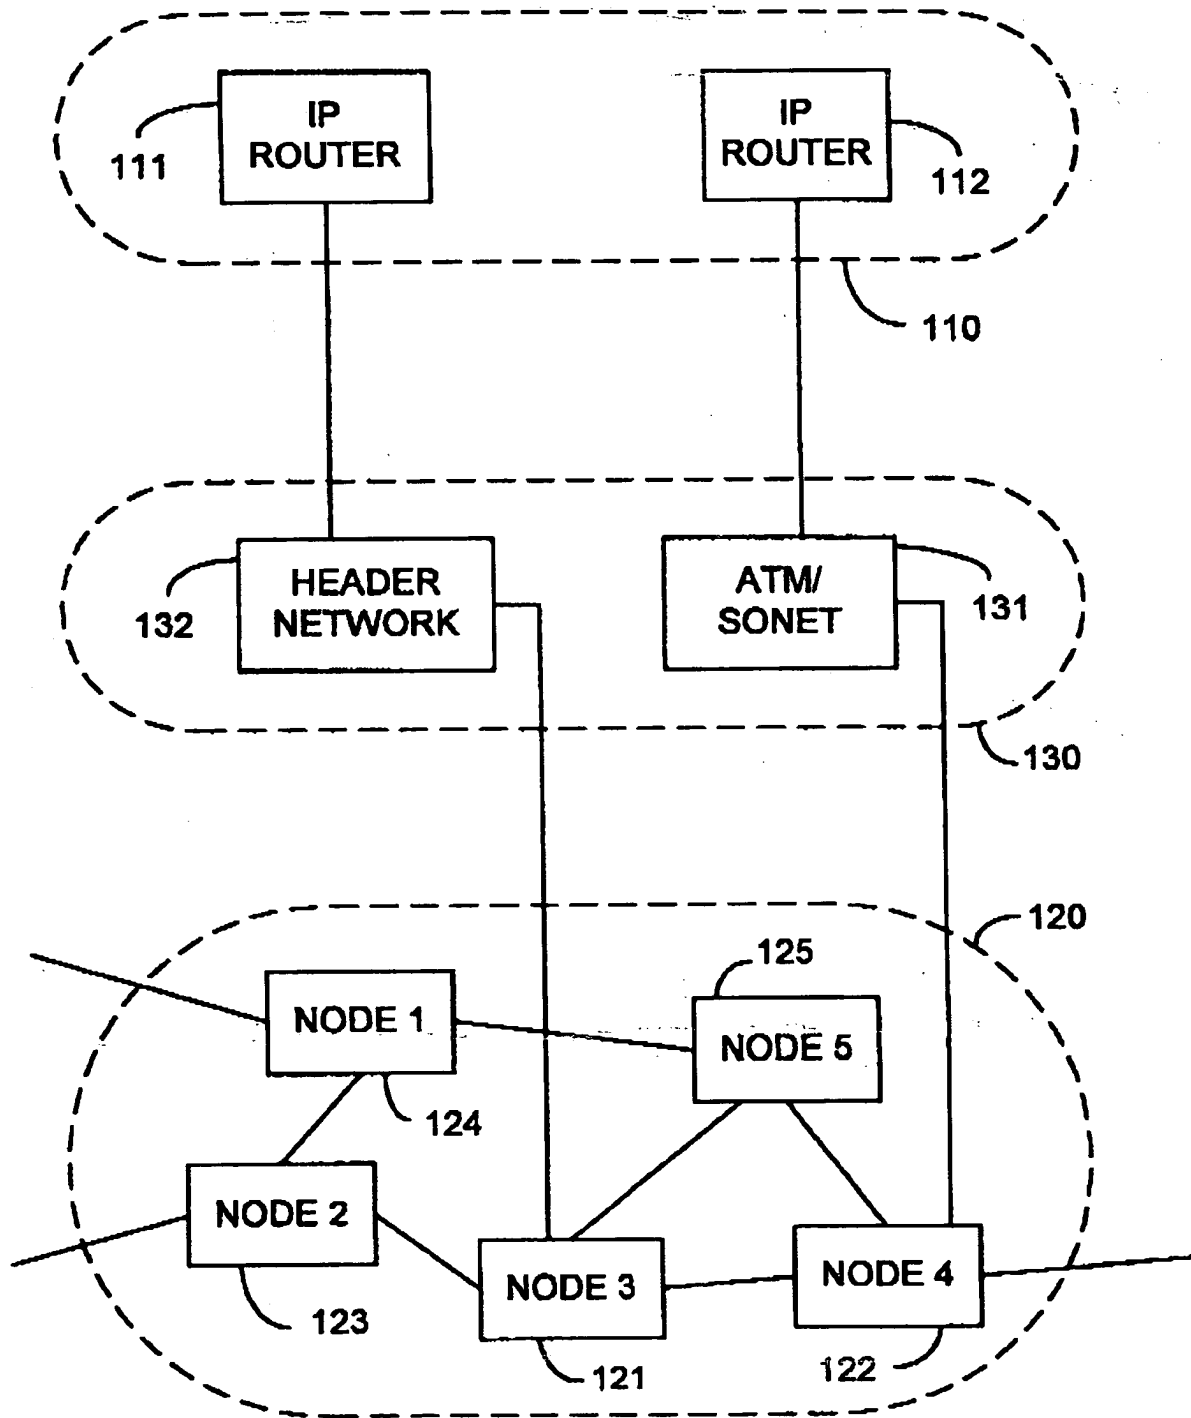 IP
ROUTER
111
IP
ROUTER
112
110
HEADER
NETWORK
132
ATM/
SONET
131
130
120
125
NODE 1
NODE 5
124
NODE 2
NODE 3
NODE 4
123
121
122